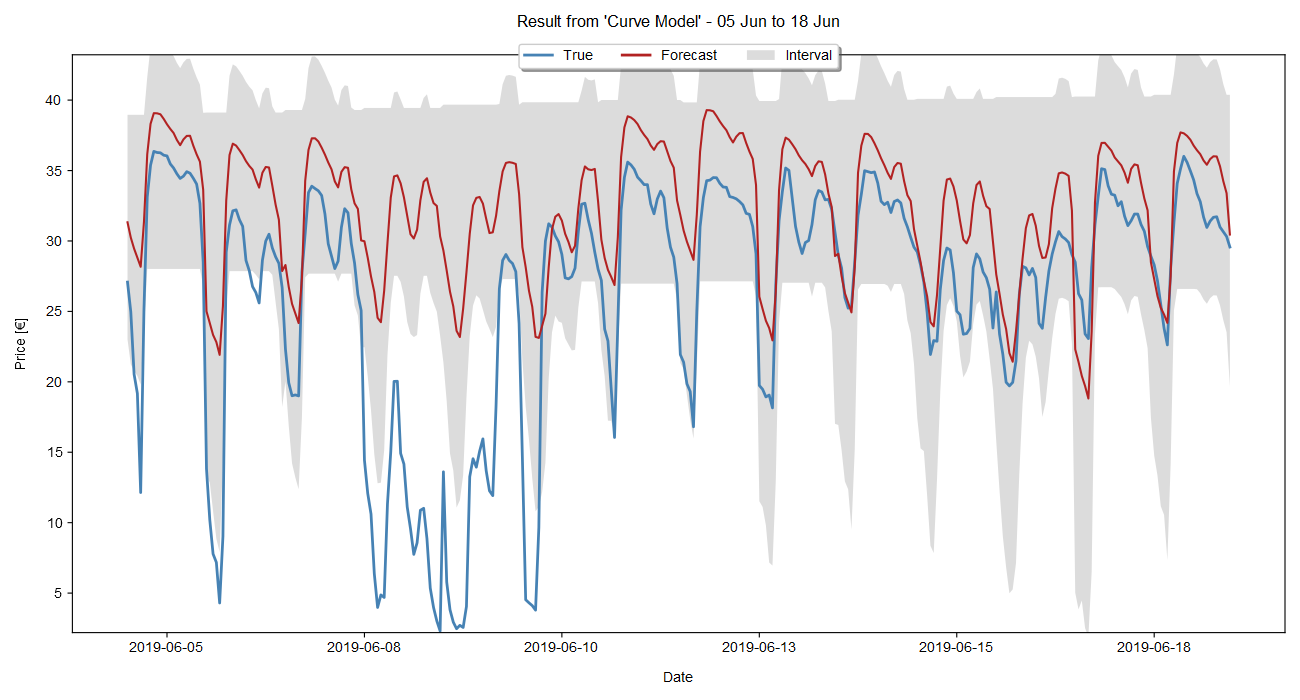 Result from 'Curve Model' - 05 Jun to 18 Jun
True
Forecast
Interval
40
35
30
25
20
15
10
5
Price [€]
2019-06-05
2019-06-08
2019-06-10
2019-06-13
2019-06-15
2019-06-18
Date